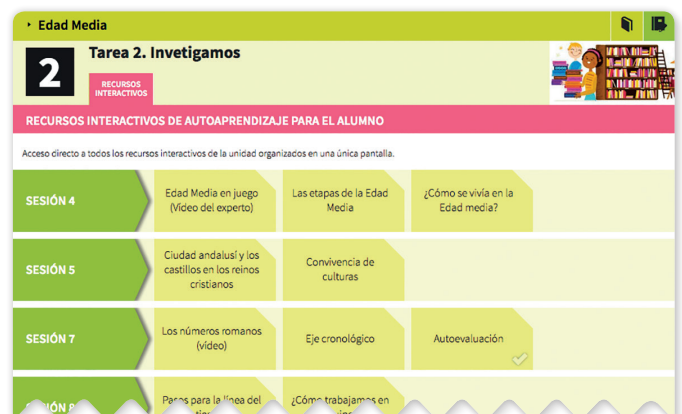 Edad Media
2
Tarea 2. Invetigamos
RECURSOS
INTERACTIVOS
RECURSOS INTERACTIVOS DE AUTOAPRENDIZAJE PARA EL ALUMNO
Acceso directo a todos los recursos interactivos de la unidad organizados en una única pantalla.
SESIÓN 4
Edad Media en juego
(Vídeo del experto)
Las etapas de la Edad
Media
¿Cómo se vivía en la
Edad media?
SESIÓN 5
Ciudad andalusí y los
castillos en los reinos
cristianos
Convivencia de
culturas
SESIÓN 7
Los números romanos
(vídeo)
Eje cronológico
Autoevaluación
SESIÓN 8
Pasos para la línea del
¿Cómo trabajamos en